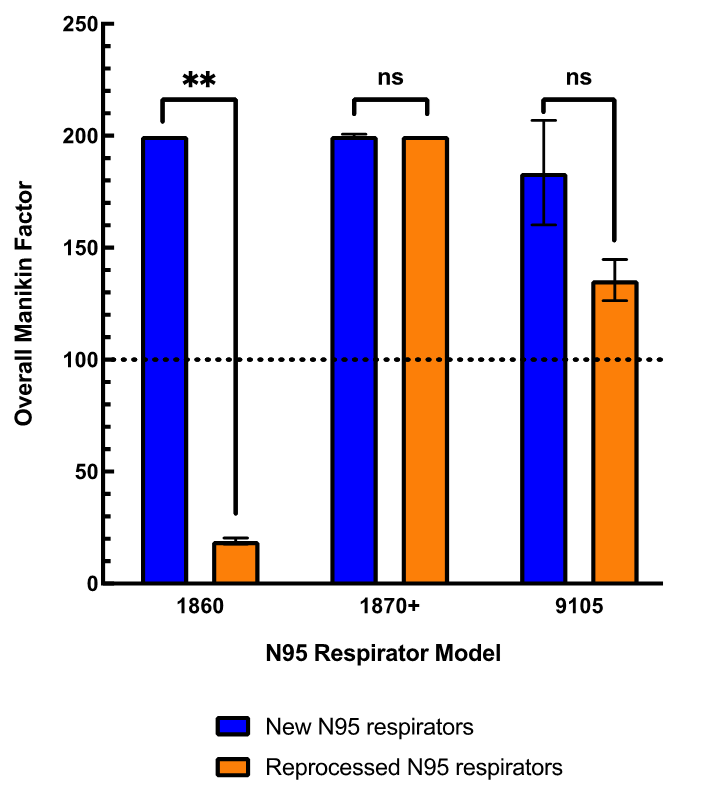 250
200
150
100
50
0
Overall Manikin Factor
**
ns
ns
1860
1870+
9105
N95 Respirator Model
New N95 respirators
Reprocessed N95 respirators